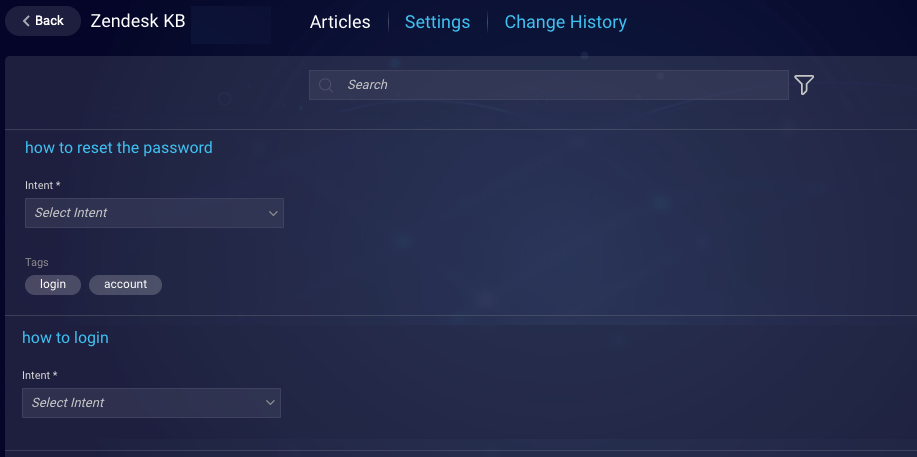 Back Zendesk KB Articles Settings Change History
Search
how to reset the password
Intent *
Select Intent
Tags
login account
how to login
Intent *
Select Intent